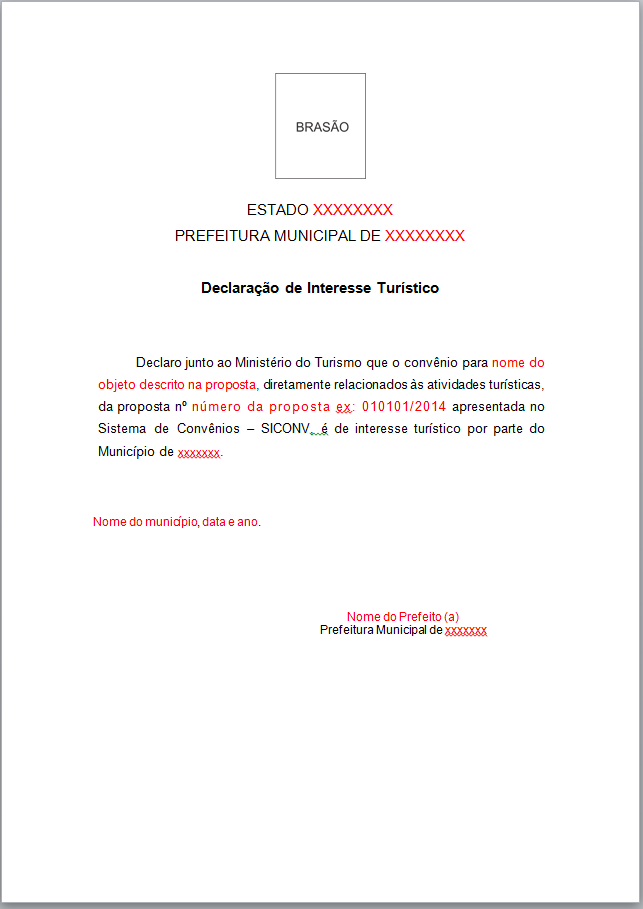 BRASÃO
ESTADO XXXXXXXX
PREFEITURA MUNICIPAL DE XXXXXXXX
Declaração de Interesse Turístico
Declaro junto ao Ministério do Turismo que o convênio para nome do
objeto descrito na proposta, diretamente relacionados às atividades turísticas,
da proposta nº número da proposta ex: 010101/2014 apresentada no
Sistema de Convênios – SICONV, é de interesse turístico por parte do
Município de xxxxxxx.
Nome do município, data e ano.
Nome do Prefeito (a)
Prefeitura Municipal de xxxxxxx